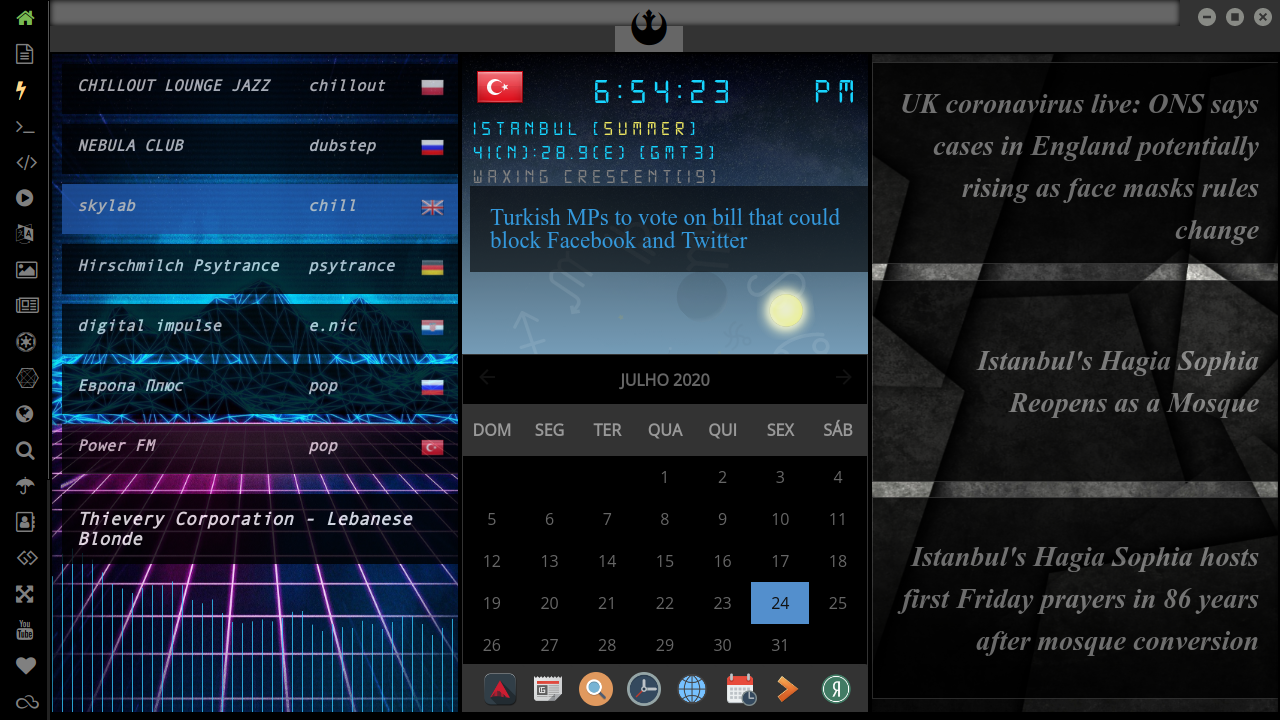 CHILLOUT LOUNGE JAZZ chillout
NEBULA CLUB dubstep
skylab chill
Hirschmilch Psytrance psytrance
digital impulse e.nic
Европа Плюс pop
Power FM pop
Thievery Corporation - Lebanese
Blonde
6:54:23 PM
ISTANBUL (SUMMER)
41(N):28.9(E) (GMT3)
WAXING CRESCENT(19)
Turkish MPs to vote on bill that could
block Facebook and Twitter
JULHO 2020
DOM SEG TER QUA QUI SEX SÁB
1 2 3 4
5 6 7 8 9 10 11
12 13 14 15 16 17 18
19 20 21 22 23 24 25
26 27 28 29 30 31
UK coronavirus live: ONS says
cases in England potentially
rising as face masks rules
change
Istanbul's Hagia Sophia
Reopens as a Mosque
Istanbul's Hagia Sophia hosts
first Friday prayers in 86 years
after mosque conversion
You
Tube
Я